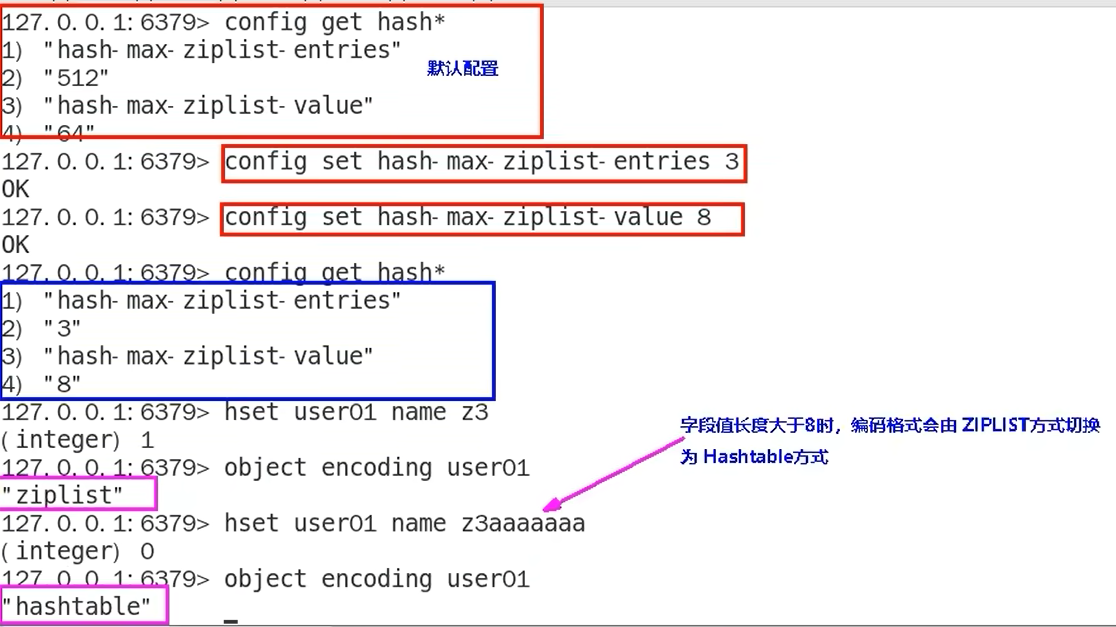 127.0.0.1:6379> config get hash*
1) "hash-max-ziplist-entries"
默认配置
2) "512"
3) "hash-max-ziplist-value"
4) "64"
127.0.0.1:6379> config set hash-max-ziplist-entries 3
OK
127.0.0.1:6379> config set hash-max-ziplist-value 8
OK
127.0.0.1:6379> config get hash*
1) "hash-max-ziplist-entries"
2) "3"
3) "hash-max-ziplist-value"
4) "8"
127.0.0.1:6379> hset user01 name z3
(integer) 1
字段值长度大于8时，编码格式会由 ZIPLIST方式切换
为 Hashtable方式
127.0.0.1:6379> object encoding user01
"ziplist"
127.0.0.1:6379> hset user01 name z3aaaaaaa
(integer) 0
127.0.0.1:6379> object encoding user01
"hashtable"